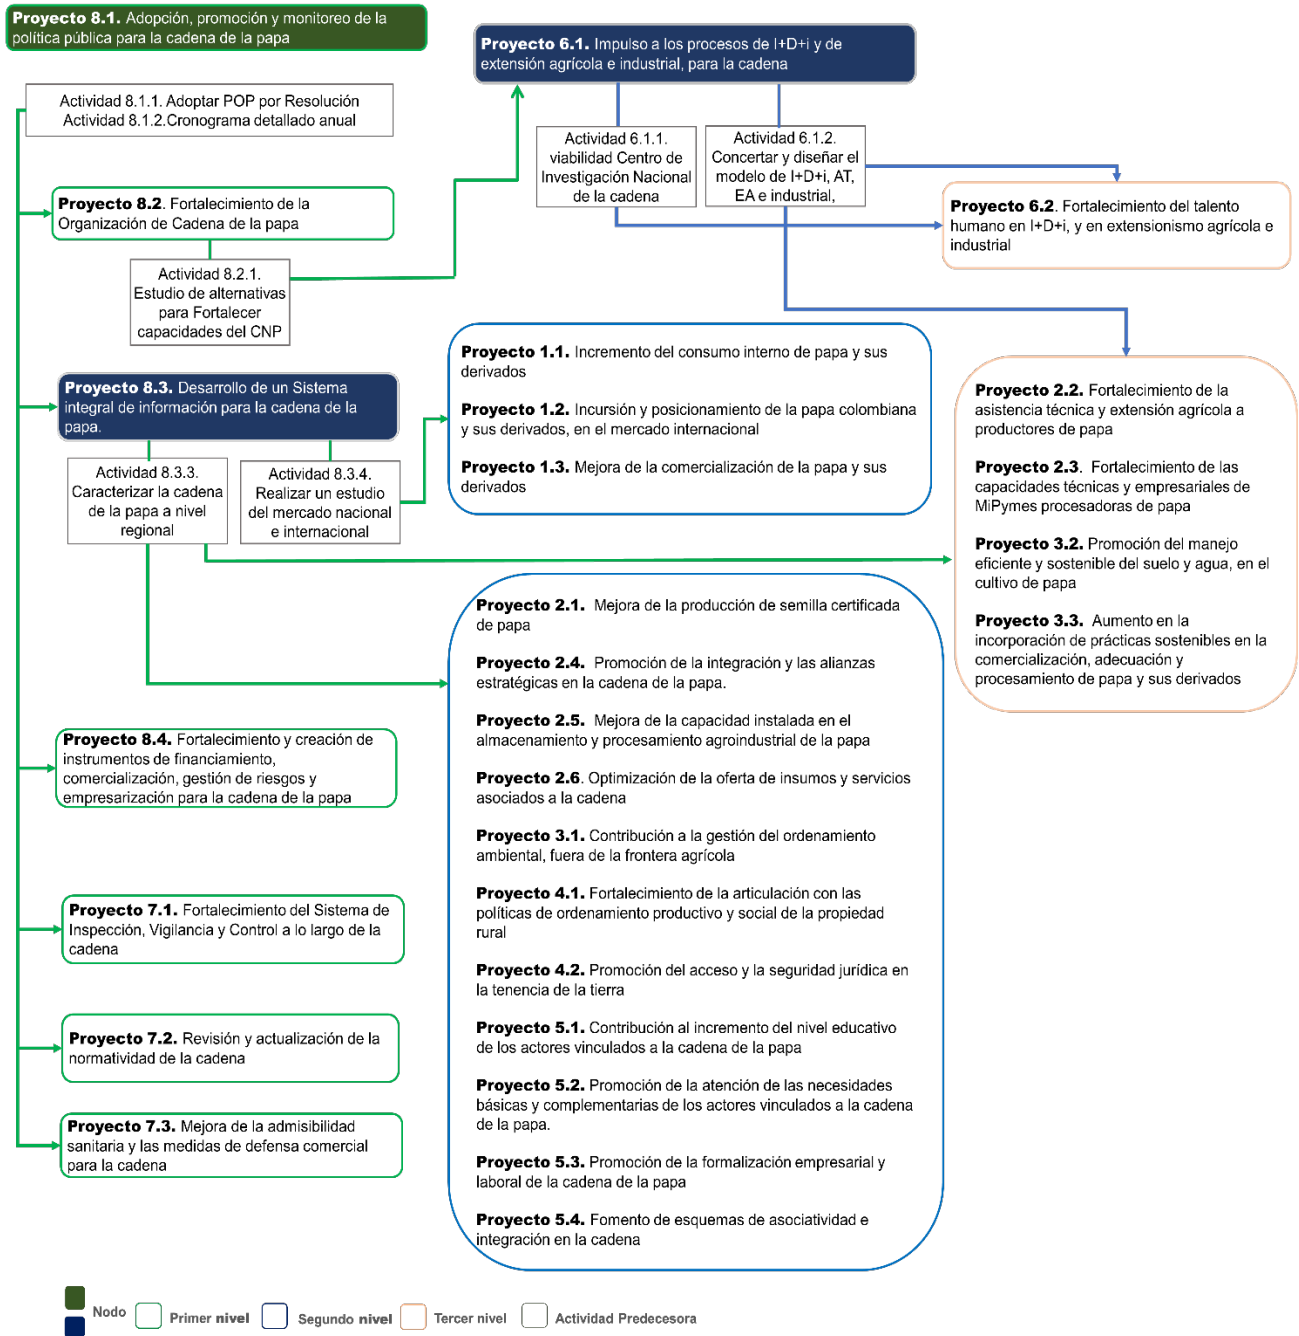 Proyecto 8.1. Adopción, promoción y monitoreo de la
política pública para la cadena de la papa
Proyecto 6.1. Impulso a los procesos de I+D+i y de
extensión agrícola e industrial, para la cadena
Actividad 8.1.1. Adoptar POP por Resolución
Actividad 8.1.2.Cronograma detallado anual
Actividad 6.1.1.
viabilidad Centro de
Investigación Nacional
de la cadena
Actividad 6.1.2.
Concertar y diseñar el
modelo de I+D+i, AT,
EA e industrial,
Proyecto 8.2. Fortalecimiento de la
Organización de Cadena de la papa
Proyecto 6.2. Fortalecimiento del talento
humano en I+D+i, y en extensionismo agrícola e
industrial
Actividad 8.2.1.
Estudio de alternativas
para Fortalecer
capacidades del CNP
Proyecto 1.1. Incremento del consumo interno de papa y sus
derivados
Proyecto 1.2. Incursión y posicionamiento de la papa colombiana
y sus derivados, en el mercado internacional
Proyecto 1.3. Mejora de la comercialización de la papa y sus
derivados
Proyecto 8.3. Desarrollo de un Sistema
integral de información para la cadena de la
papa.
Actividad 8.3.3.
Caracterizar la cadena
de la papa a nivel
regional
Actividad 8.3.4.
Realizar un estudio
del mercado nacional
e internacional
Proyecto 2.2. Fortalecimiento de la
asistencia técnica y extensión agrícola a
productores de papa
Proyecto 2.3. Fortalecimiento de las
capacidades técnicas y empresariales de
MiPymes procesadoras de papa
Proyecto 3.2. Promoción del manejo
eficiente y sostenible del suelo y agua, en el
cultivo de papa
Proyecto 3.3. Aumento en la
incorporación de prácticas sostenibles en la
comercialización, adecuación y
procesamiento de papa y sus derivados
Proyecto 2.1. Mejora de la producción de semilla certificada
de papa
Proyecto 2.4. Promoción de la integración y las alianzas
estratégicas en la cadena de la papa.
Proyecto 2.5. Mejora de la capacidad instalada en el
almacenamiento y procesamiento agroindustrial de la papa
Proyecto 2.6. Optimización de la oferta de insumos y servicios
asociados a la cadena
Proyecto 3.1. Contribución a la gestión del ordenamiento
ambiental, fuera de la frontera agrícola
Proyecto 4.1. Fortalecimiento de la articulación con las
políticas de ordenamiento productivo y social de la propiedad
rural
Proyecto 4.2. Promoción del acceso y la seguridad jurídica en
la tenencia de la tierra
Proyecto 5.1. Contribución al incremento del nivel educativo
de los actores vinculados a la cadena de la papa
Proyecto 5.2. Promoción de la atención de las necesidades
básicas y complementarias de los actores vinculados a la cadena
de la papa.
Proyecto 5.3. Promoción de la formalización empresarial y
laboral de la cadena de la papa
Proyecto 5.4. Fomento de esquemas de asociatividad e
integración en la cadena
Proyecto 8.4. Fortalecimiento y creación de
instrumentos de financiamiento,
comercialización, gestión de riesgos y
empresarización para la cadena de la papa
Proyecto 7.1. Fortalecimiento del Sistema de
Inspección, Vigilancia y Control a lo largo de la
cadena
Proyecto 7.2. Revisión y actualización de la
normatividad de la cadena
Proyecto 7.3. Mejora de la admisibilidad
sanitaria y las medidas de defensa comercial
para la cadena
Nodo
Primer nivel
Segundo nivel
Tercer nivel
Actividad Predecesora